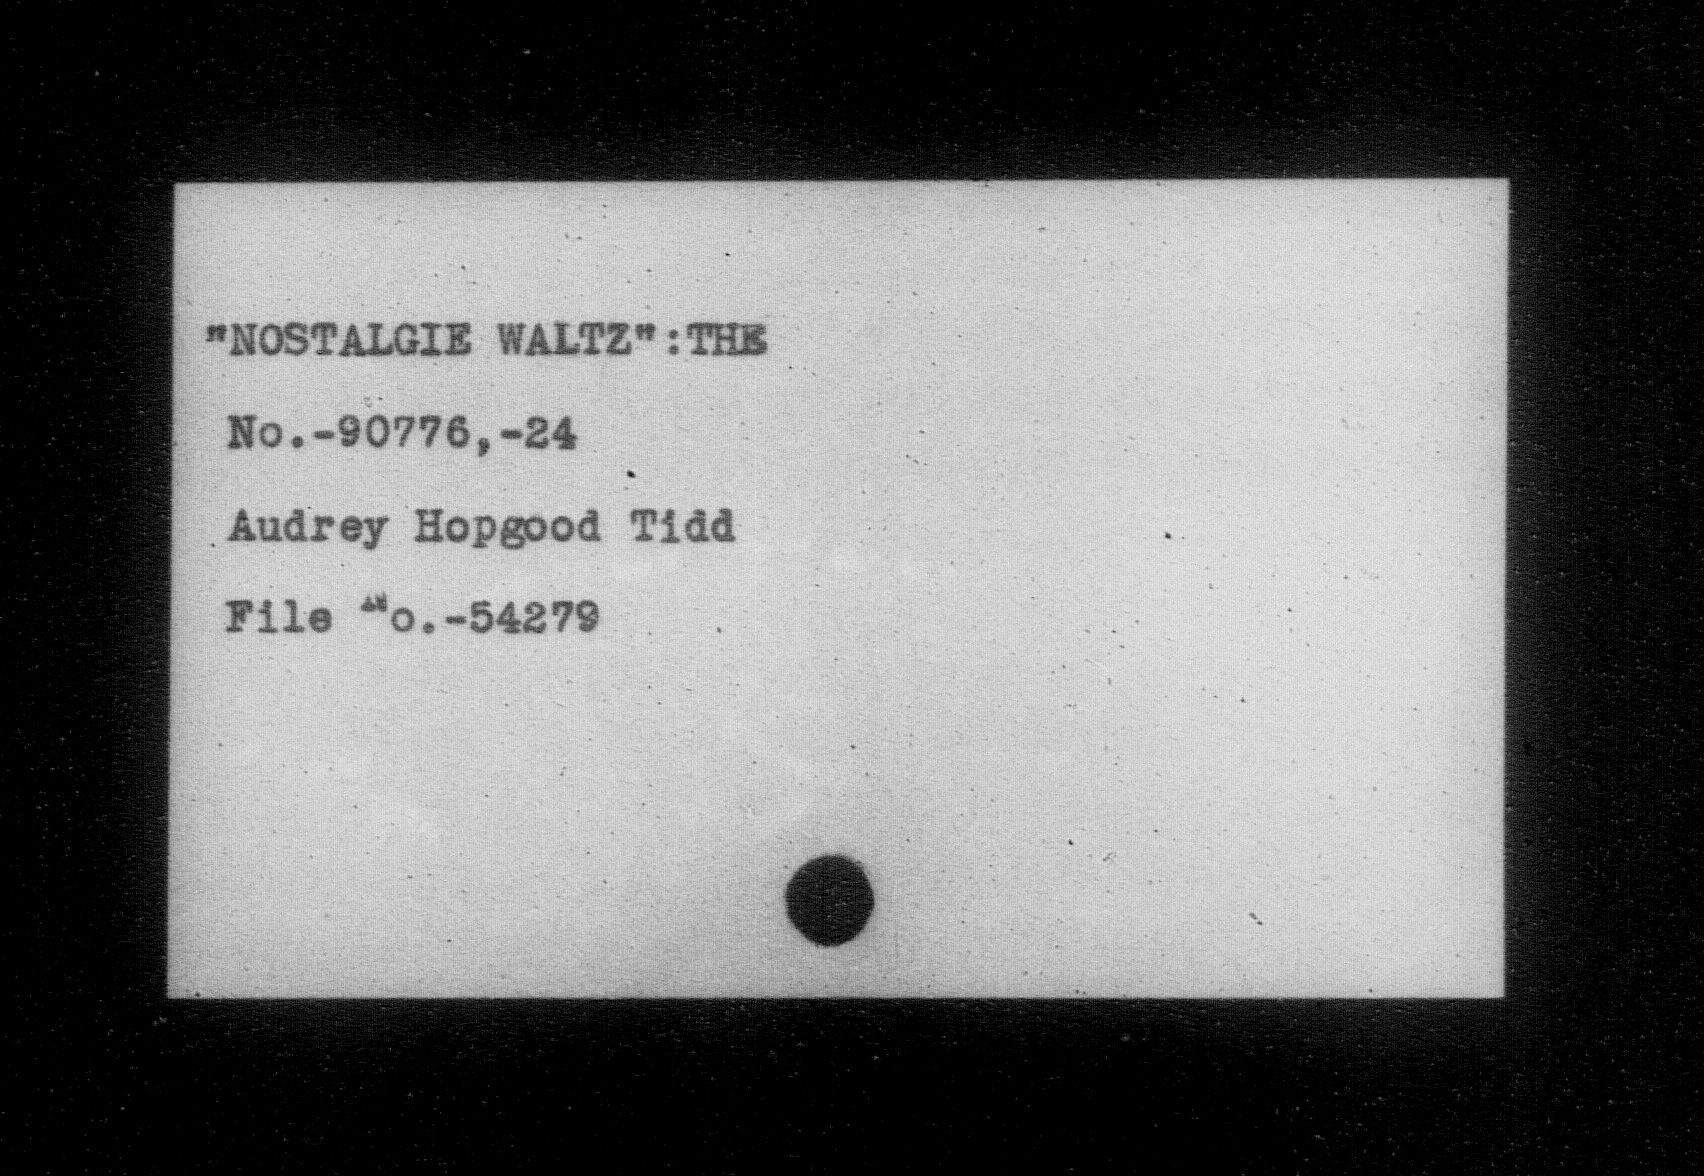 "NOSTALGIE WALTZ":THE
No.-90776,-24
Audrey Hopgood Tidd
File No.-54279